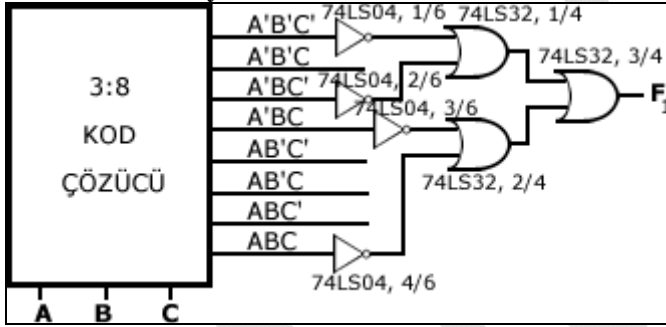 74LS04, 1/6
74LS32, 1/4
A'B'C'
A'B'C
74LS32, 3/4
3:8
KOD
ÇÖZÜCÜ
A'BC'
74LS04, 2/6
F1
A'BC
74LS04, 3/6
AB'C'
AB'C
74LS32, 2/4
ABC'
ABC
74LS04, 4/6
A B C